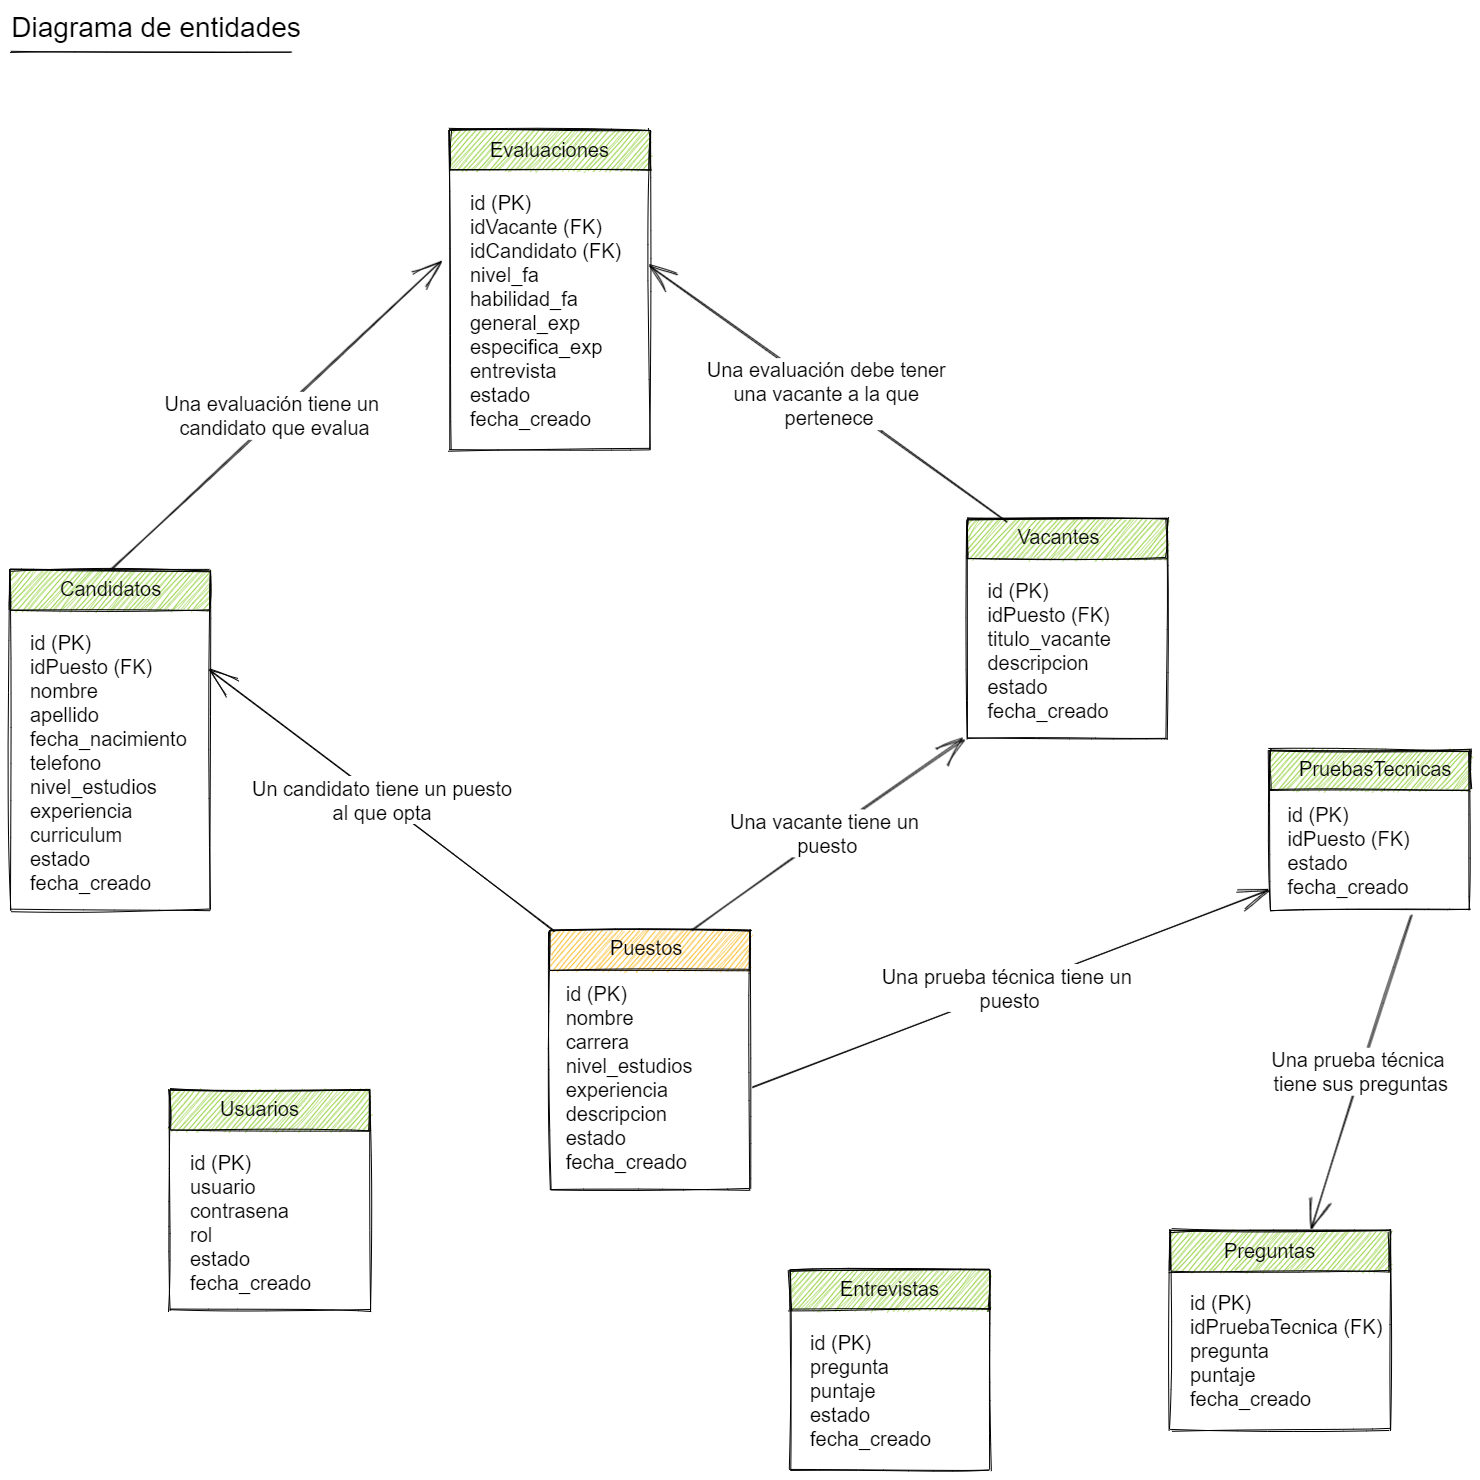 Diagrama de entidades
Evaluaciones
id (PK)
idVacante (FK)
idCandidato (FK)
nivel_fa
habilidad_fa
general_exp
especifica_exp
entrevista
estado
fecha_creado
Una evaluación tiene un
candidato que evalua
Una evaluación debe tener
una vacante a la que
pertenece
Vacantes
id (PK)
idPuesto (FK)
titulo_vacante
descripcion
estado
fecha_creado
Candidatos
id (PK)
idPuesto (FK)
nombre
apellido
fecha_nacimiento
telefono
nivel_estudios
experiencia
curriculum
estado
fecha_creado
Un candidato tiene un puesto
al que opta
Una vacante tiene un
puesto
PruebasTecnicas
id (PK)
idPuesto (FK)
estado
fecha_creado
Puestos
id (PK)
nombre
carrera
nivel_estudios
experiencia
descripcion
estado
fecha_creado
Una prueba técnica tiene un
puesto
Una prueba técnica
tiene sus preguntas
Usuarios
id (PK)
usuario
contrasena
rol
estado
fecha_creado
Entrevistas
id (PK)
pregunta
puntaje
estado
fecha_creado
Preguntas
id (PK)
idPruebaTecnica (FK)
pregunta
puntaje
fecha_creado